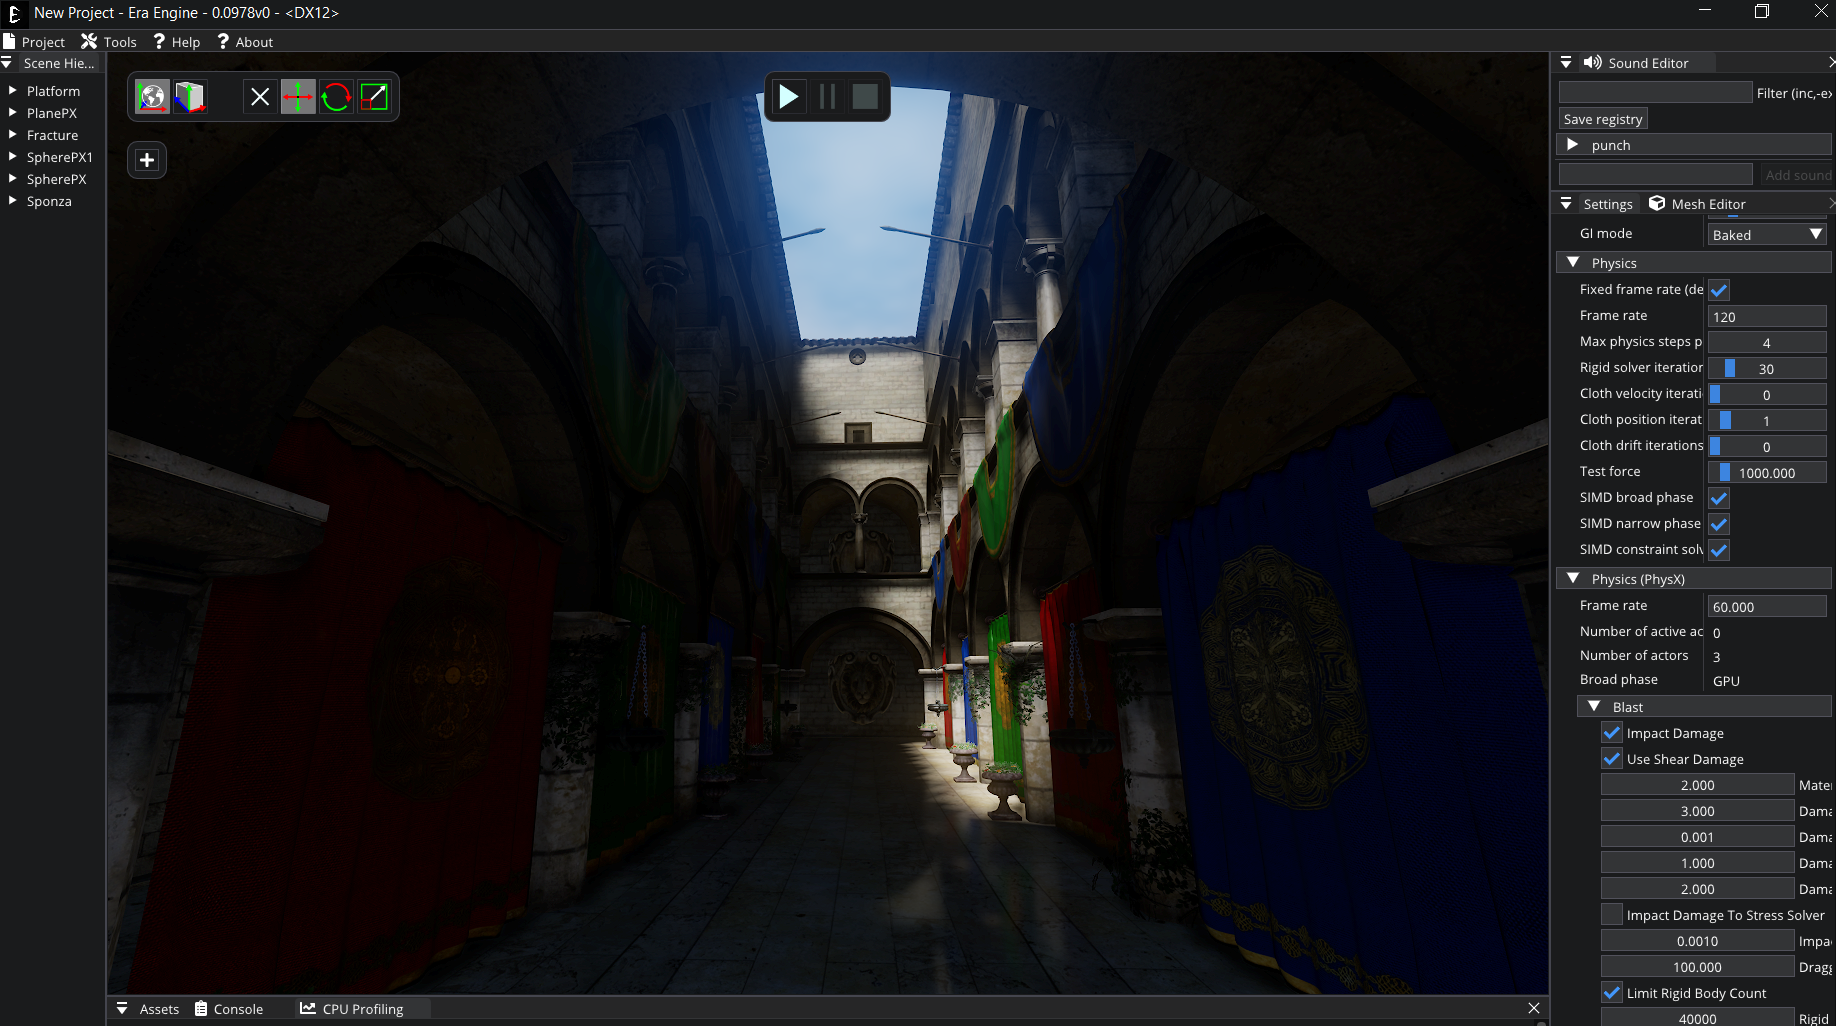 New Project - Era Engine - 0.0978v0 - <DX12>
Project Tools ? Help ? About
Scene Hie...
Platform
PlanePX
Fracture
SpherePX1
SpherePX
Sponza
Sound Editor
Filter (inc,-ex
Save registry
punch
Add sound
Settings Mesh Editor
GI mode Baked
Physics
Fixed frame rate (de
Frame rate 120
Max physics steps p 4
Rigid solver iteration 30
Cloth velocity iterati 0
Cloth position iterat 1
Cloth drift iterations 0
Test force 1000.000
SIMD broad phase
SIMD narrow phase
SIMD constraint solv
Physics (PhysX)
Frame rate 60.000
Number of active ac 0
Number of actors 3
Broad phase GPU
Blast
Impact Damage
Use Shear Damage
2.000 Mater
3.000 Dama
0.001 Dama
1.000 Dama
2.000 Dama
Impact Damage To Stress Solver
0.0010 Impa
100.000 Dragg
Limit Rigid Body Count
40000 Rigid
Assets Console CPU Profiling